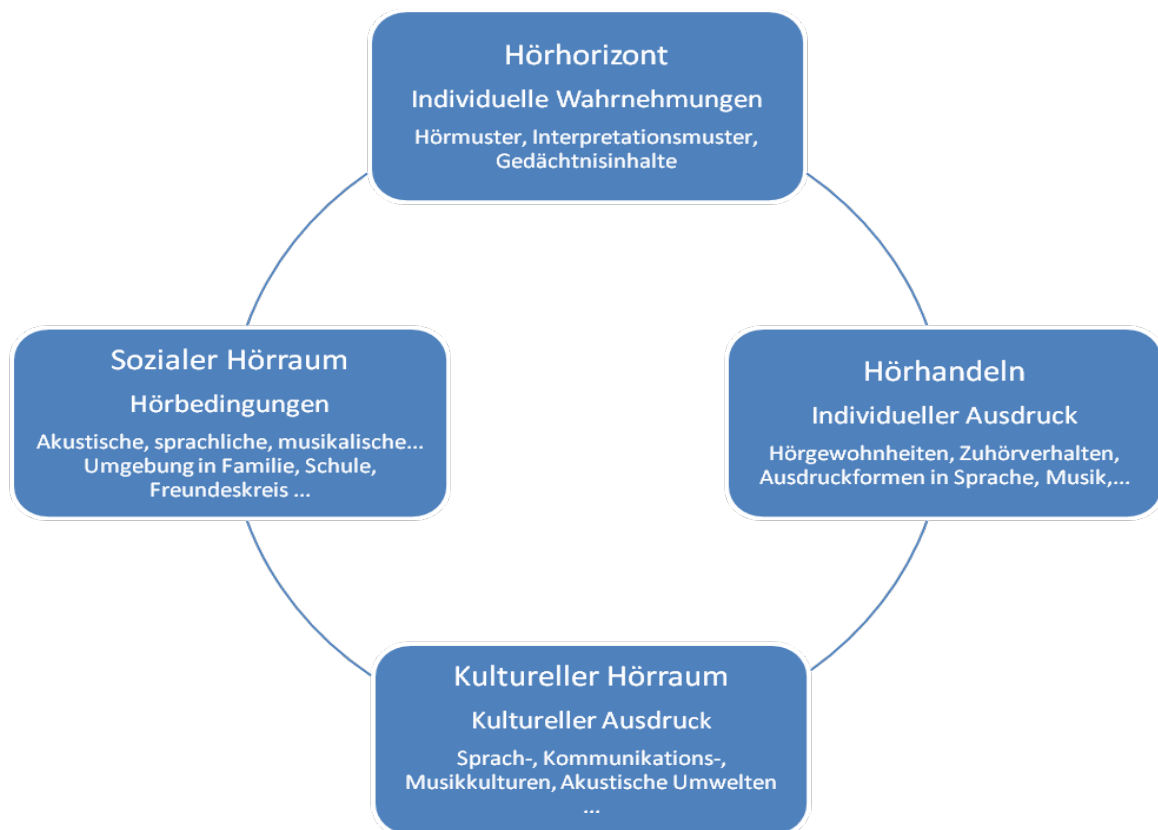 Hörhorizont
Individuelle Wahrnehmungen
Hörmuster, Interpretationsmuster,
Gedächtnisinhalte
Sozialer Hörraum
Hörbedingungen
Akustische, sprachliche, musikalische...
Umgebung in Familie, Schule,
Freundeskreis ...
Hörhandeln
Individueller Ausdruck
Hörgewohnheiten, Zuhörverhalten,
Ausdruckformen in Sprache, Musik,...
Kultureller Hörraum
Kultureller Ausdruck
Sprach-, Kommunikations-,
Musikkulturen, Akustische Umwelten
...